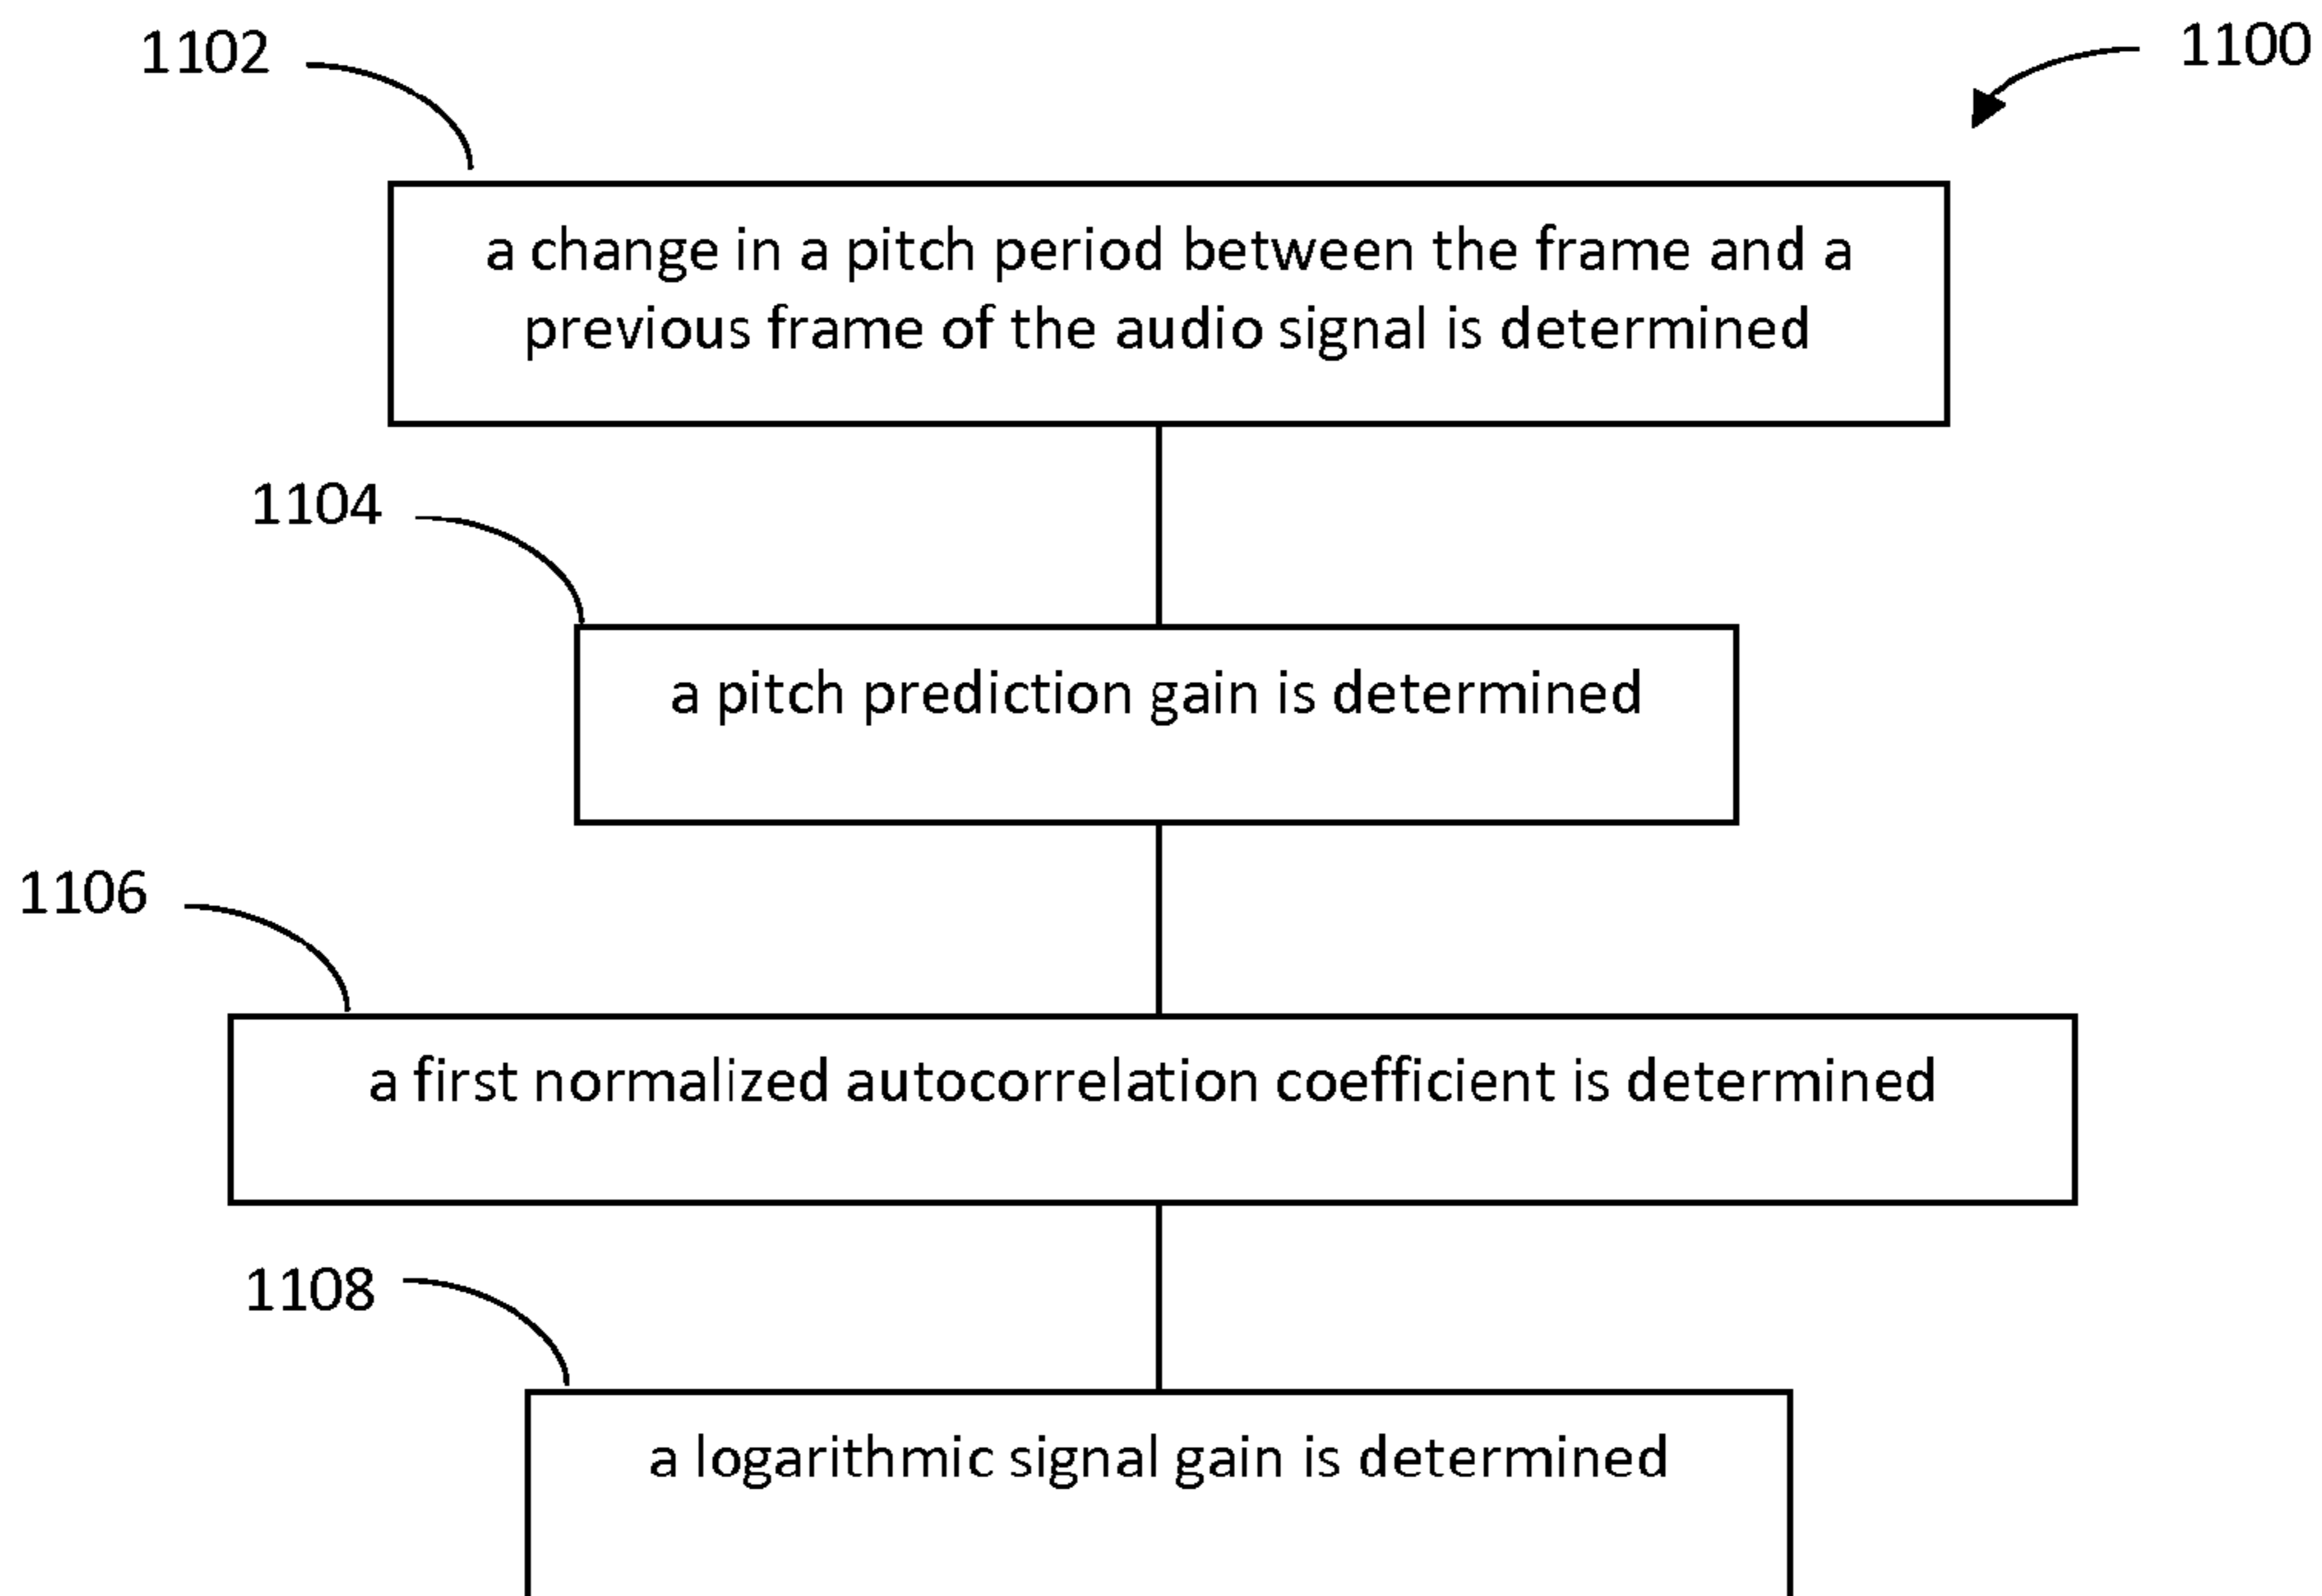 1102
1100
a change in a pitch period between the frame and a
previous frame of the audio signal is determined
1104
a pitch prediction gain is determined
1106
a first normalized autocorrelation coefficient is determined
1108
a logarithmic signal gain is determined